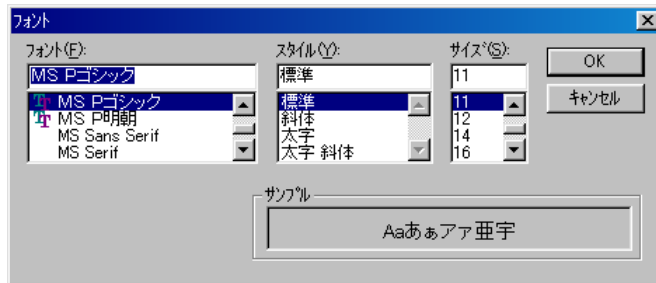 フォント
フォント(F):
スタイル(Y):
サイズ(S):
MS Pゴシック
標準
11
OK
MS Pゴシック
MS P明朝
MS Sans Serif
MS Serif
標準
斜体
太字
太字 斜体
11
12
14
16
キャンセル
サンプル
Aaあぁアァ亜宇